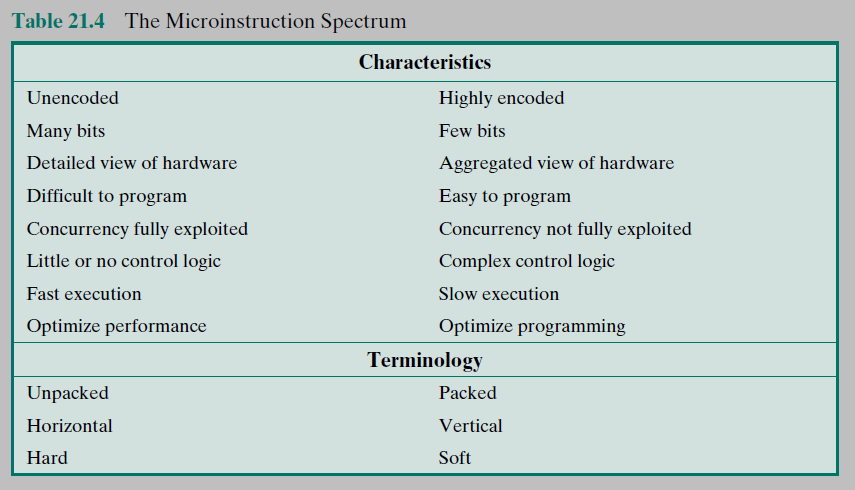 Table 21.4 The Microinstruction Spectrum
Characteristics
Unencoded Highly encoded
Many bits Few bits
Detailed view of hardware Aggregated view of hardware
Difficult to program Easy to program
Concurrency fully exploited Concurrency not fully exploited
Little or no control logic Complex control logic
Fast execution Slow execution
Optimize performance Optimize programming
Terminology
Unpacked Packed
Horizontal Vertical
Hard Soft